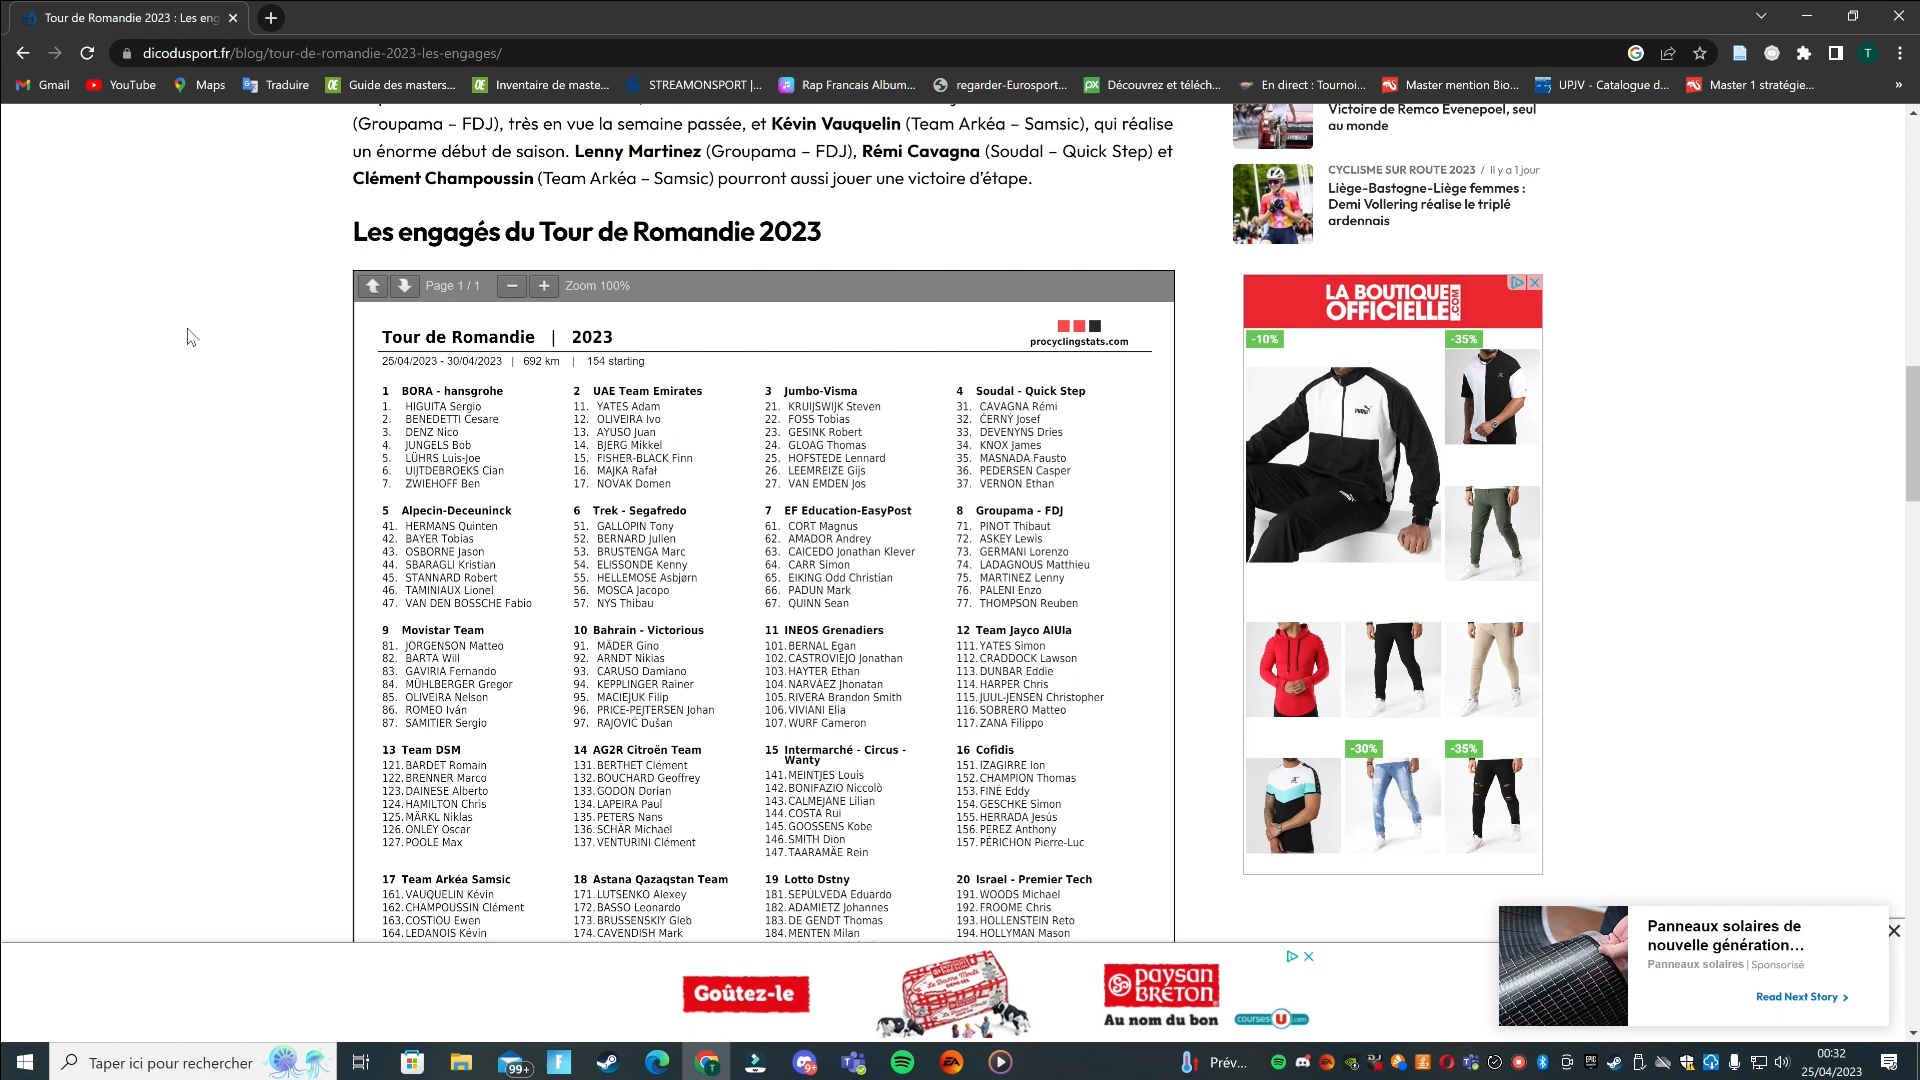 Tour de Romandie 2023 : Les eng
dicodusport.fr/blog/tour-de-romandie-2023-les-engages/
T
Gmail
YouTube
Maps
Traduire
Guide des masters...
Inventaire de maste...
STREAMONSPORT |...
Rap Francais Album...
regarder-Eurosport...
Découvrez et téléch...
En direct : Tournoi...
Master mention Bio...
UPJV - Catalogue d...
Master 1 stratégie...
»
(Groupama – FDJ), très en vue la semaine passée, et Kévin Vauquelin (Team Arkéa – Samsic), qui réalise
un énorme début de saison. Lenny Martinez (Groupama – FDJ), Rémi Cavagna (Soudal – Quick Step) et
Clément Champoussin (Team Arkéa – Samsic) pourront aussi jouer une victoire d'étape.
Les engagés du Tour de Romandie 2023
Page 1 / 1
Zoom 100%
Tour de Romandie | 2023
procyclingstats.com
25/04/2023 - 30/04/2023 | 692 km | 154 starting
1 BORA - hansgrohe
1. HIGUITA Sergio
2. BENEDETTI Cesare
3. DENZ Nico
4. JUNGELS Bob
5. LÜHRS Luis-Joe
6. UIJTDEBROEKS Cian
7. ZWIEHOFF Ben
2 UAE Team Emirates
11. YATES Adam
12. OLIVEIRA Ivo
13. AYUSO Juan
14. BJERG Mikkel
15. FISHER-BLACK Finn
16. MAJKA Rafał
17. NOVAK Domen
3 Jumbo-Visma
21. KRUIJSWIJK Steven
22. FOSS Tobias
23. GESINK Robert
24. GLOAG Thomas
25. HOFSTEDE Lennard
26. LEEMREIZE Gijs
27. VAN EMDEN Jos
4 Soudal - Quick Step
31. CAVAGNA Rémi
32. ČERNÝ Josef
33. DEVENYNS Dries
34. KNOX James
35. MASNADA Fausto
36. PEDERSEN Casper
37. VERNON Ethan
5 Alpecin-Deceuninck
41. HERMANS Quinten
42. BAYER Tobias
43. OSBORNE Jason
44. SBARAGLI Kristian
45. STANNARD Robert
46. TAMINIAUX Lionel
47. VAN DEN BOSSCHE Fabio
6 Trek - Segafredo
51. GALLOPIN Tony
52. BERNARD Julien
53. BRUSTENGA Marc
54. ELISSONDE Kenny
55. HELLEMOSE Asbjørn
56. MOSCA Jacopo
57. NYS Thibau
7 EF Education-EasyPost
61. CORT Magnus
62. AMADOR Andrey
63. CAICEDO Jonathan Klever
64. CARR Simon
65. EIKING Odd Christian
66. PADUN Mark
67. QUINN Sean
8 Groupama - FDJ
71. PINOT Thibaut
72. ASKEY Lewis
73. GERMANI Lorenzo
74. LADAGNOUS Matthieu
75. MARTINEZ Lenny
76. PALENI Enzo
77. THOMPSON Reuben
9 Movistar Team
81. JORGENSON Matteo
82. BARTA Will
83. GAVIRIA Fernando
84. MÜHLBERGER Gregor
85. OLIVEIRA Nelson
86. ROMEO Iván
87. SAMITIER Sergio
10 Bahrain - Victorious
91. MÄDER Gino
92. ARNDT Nikias
93. CARUSO Damiano
94. KEPPLINGER Rainer
95. MACIEJUK Filip
96. PRICE-PEJTERSEN Johan
97. RAJOVIĆ Dušan
11 INEOS Grenadiers
101. BERNAL Egan
102. CASTROVIEJO Jonathan
103. HAYTER Ethan
104. NARVÁEZ Jhonatan
105. RIVERA Brandon Smith
106. VIVIANI Elia
107. WURF Cameron
12 Team Jayco AlUla
111. YATES Simon
112. CRADDOCK Lawson
113. DUNBAR Eddie
114. HARPER Chris
115. JUUL-JENSEN Christopher
116. SOBRERO Matteo
117. ZANA Filippo
13 Team DSM
121. BARDET Romain
122. BRENNER Marco
123. DAINESE Alberto
124. HAMILTON Chris
125. MÄRKL Niklas
126. ONLEY Oscar
127. POOLE Max
14 AG2R Citroën Team
131. BERTHET Clément
132. BOUCHARD Geoffrey
133. GODON Dorian
134. LAPEIRA Paul
135. PETERS Nans
136. SCHÄR Michael
137. VENTURINI Clément
15 Intermarché - Circus -
Wanty
141. MEINTJES Louis
142. BONIFAZIO Niccolò
143. CALMEJANE Lilian
144. COSTA Rui
145. GOOSSENS Kobe
146. SMITH Dion
147. TAARAMÄE Rein
16 Cofidis
151. IZAGIRRE Ion
152. CHAMPION Thomas
153. FINÉ Eddy
154. GESCHKE Simon
155. HERRADA Jesús
156. PEREZ Anthony
157. PÉRICHON Pierre-Luc
17 Team Arkéa Samsic
161. VAUQUELIN Kévin
162. CHAMPOUSSIN Clément
163. COSTIOU Ewen
164. LEDANOIS Kévin
18 Astana Qazaqstan Team
171. LUTSENKO Alexey
172. BASSO Leonardo
173. BRUSSENSKIY Gleb
174. CAVENDISH Mark
19 Lotto Dstny
181. SEPÚLVEDA Eduardo
182. ADAMIETZ Johannes
183. DE GENDT Thomas
184. MENTEN Milan
20 Israel - Premier Tech
191. WOODS Michael
192. FROOME Chris
193. HOLLENSTEIN Reto
194. HOLLYMAN Mason
Victoire de Remco Evenepoel, seul
au monde
CYCLISME SUR ROUTE 2023 / Il y a 1 jour
Liège-Bastogne-Liège femmes :
Demi Vollering réalise le triplé
ardennais
LA BOUTIQUE
OFFICIELLE
.COM
-10%
-35%
-30%
-35%
Goûtez-le
PAYSAN
BRETON
Au nom du bon
coursesU.com
Panneaux solaires de
nouvelle génération...
Panneaux solaires | Sponsorisé
Read Next Story
Taper ici pour rechercher
99+
Prév...
00:32
25/04/2023